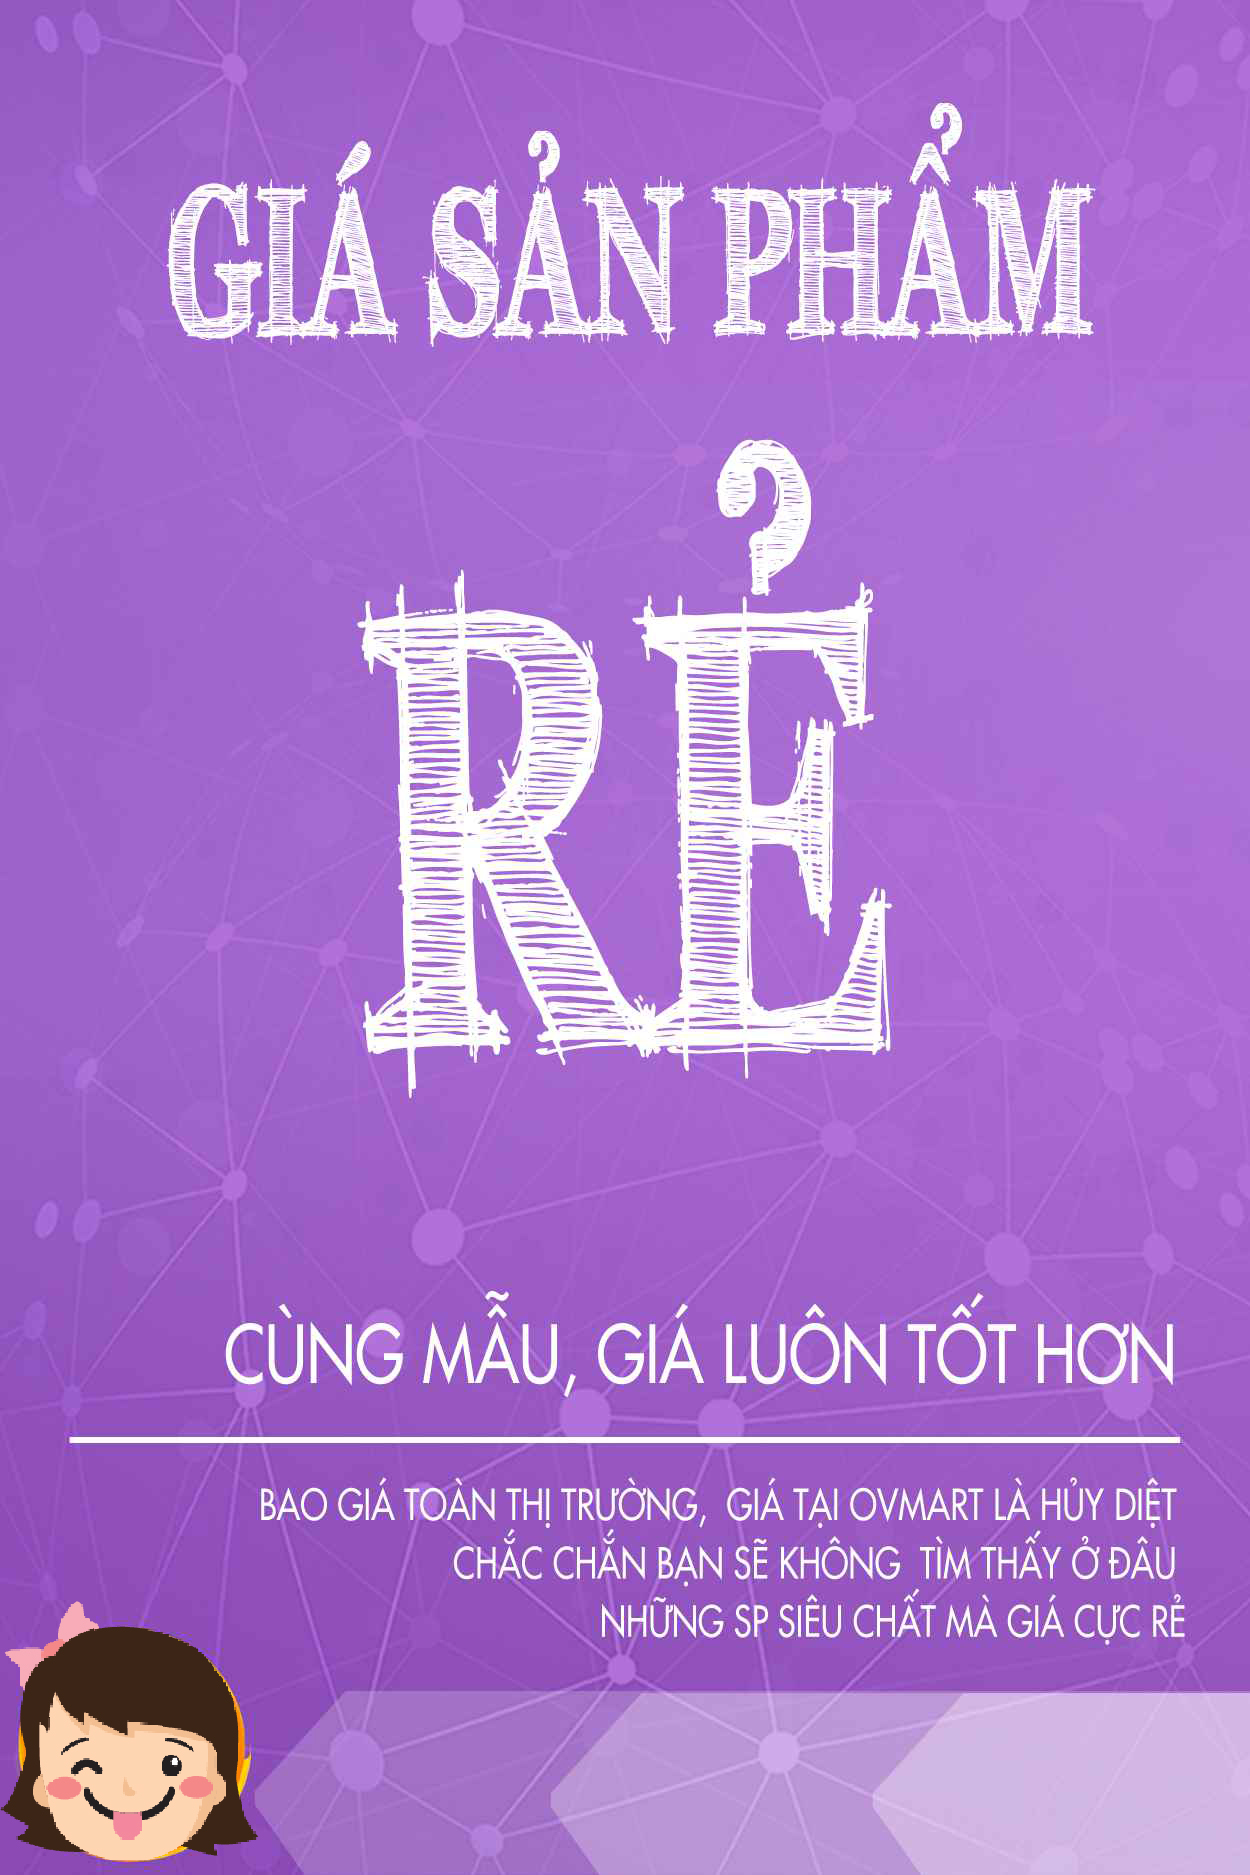 GIÁ SẢN PHẨM
RẺ
CÙNG MẪU, GIÁ LUÔN TỐT HƠN
BAO GIÁ TOÀN THỊ TRƯỜNG, GIÁ TẠI OVMART LÀ HỦY DIỆT
CHẮC CHẮN BẠN SẼ KHÔNG TÌM THẤY Ở ĐÂU
NHỮNG SP SIÊU CHẤT MÀ GIÁ CỰC RẺ